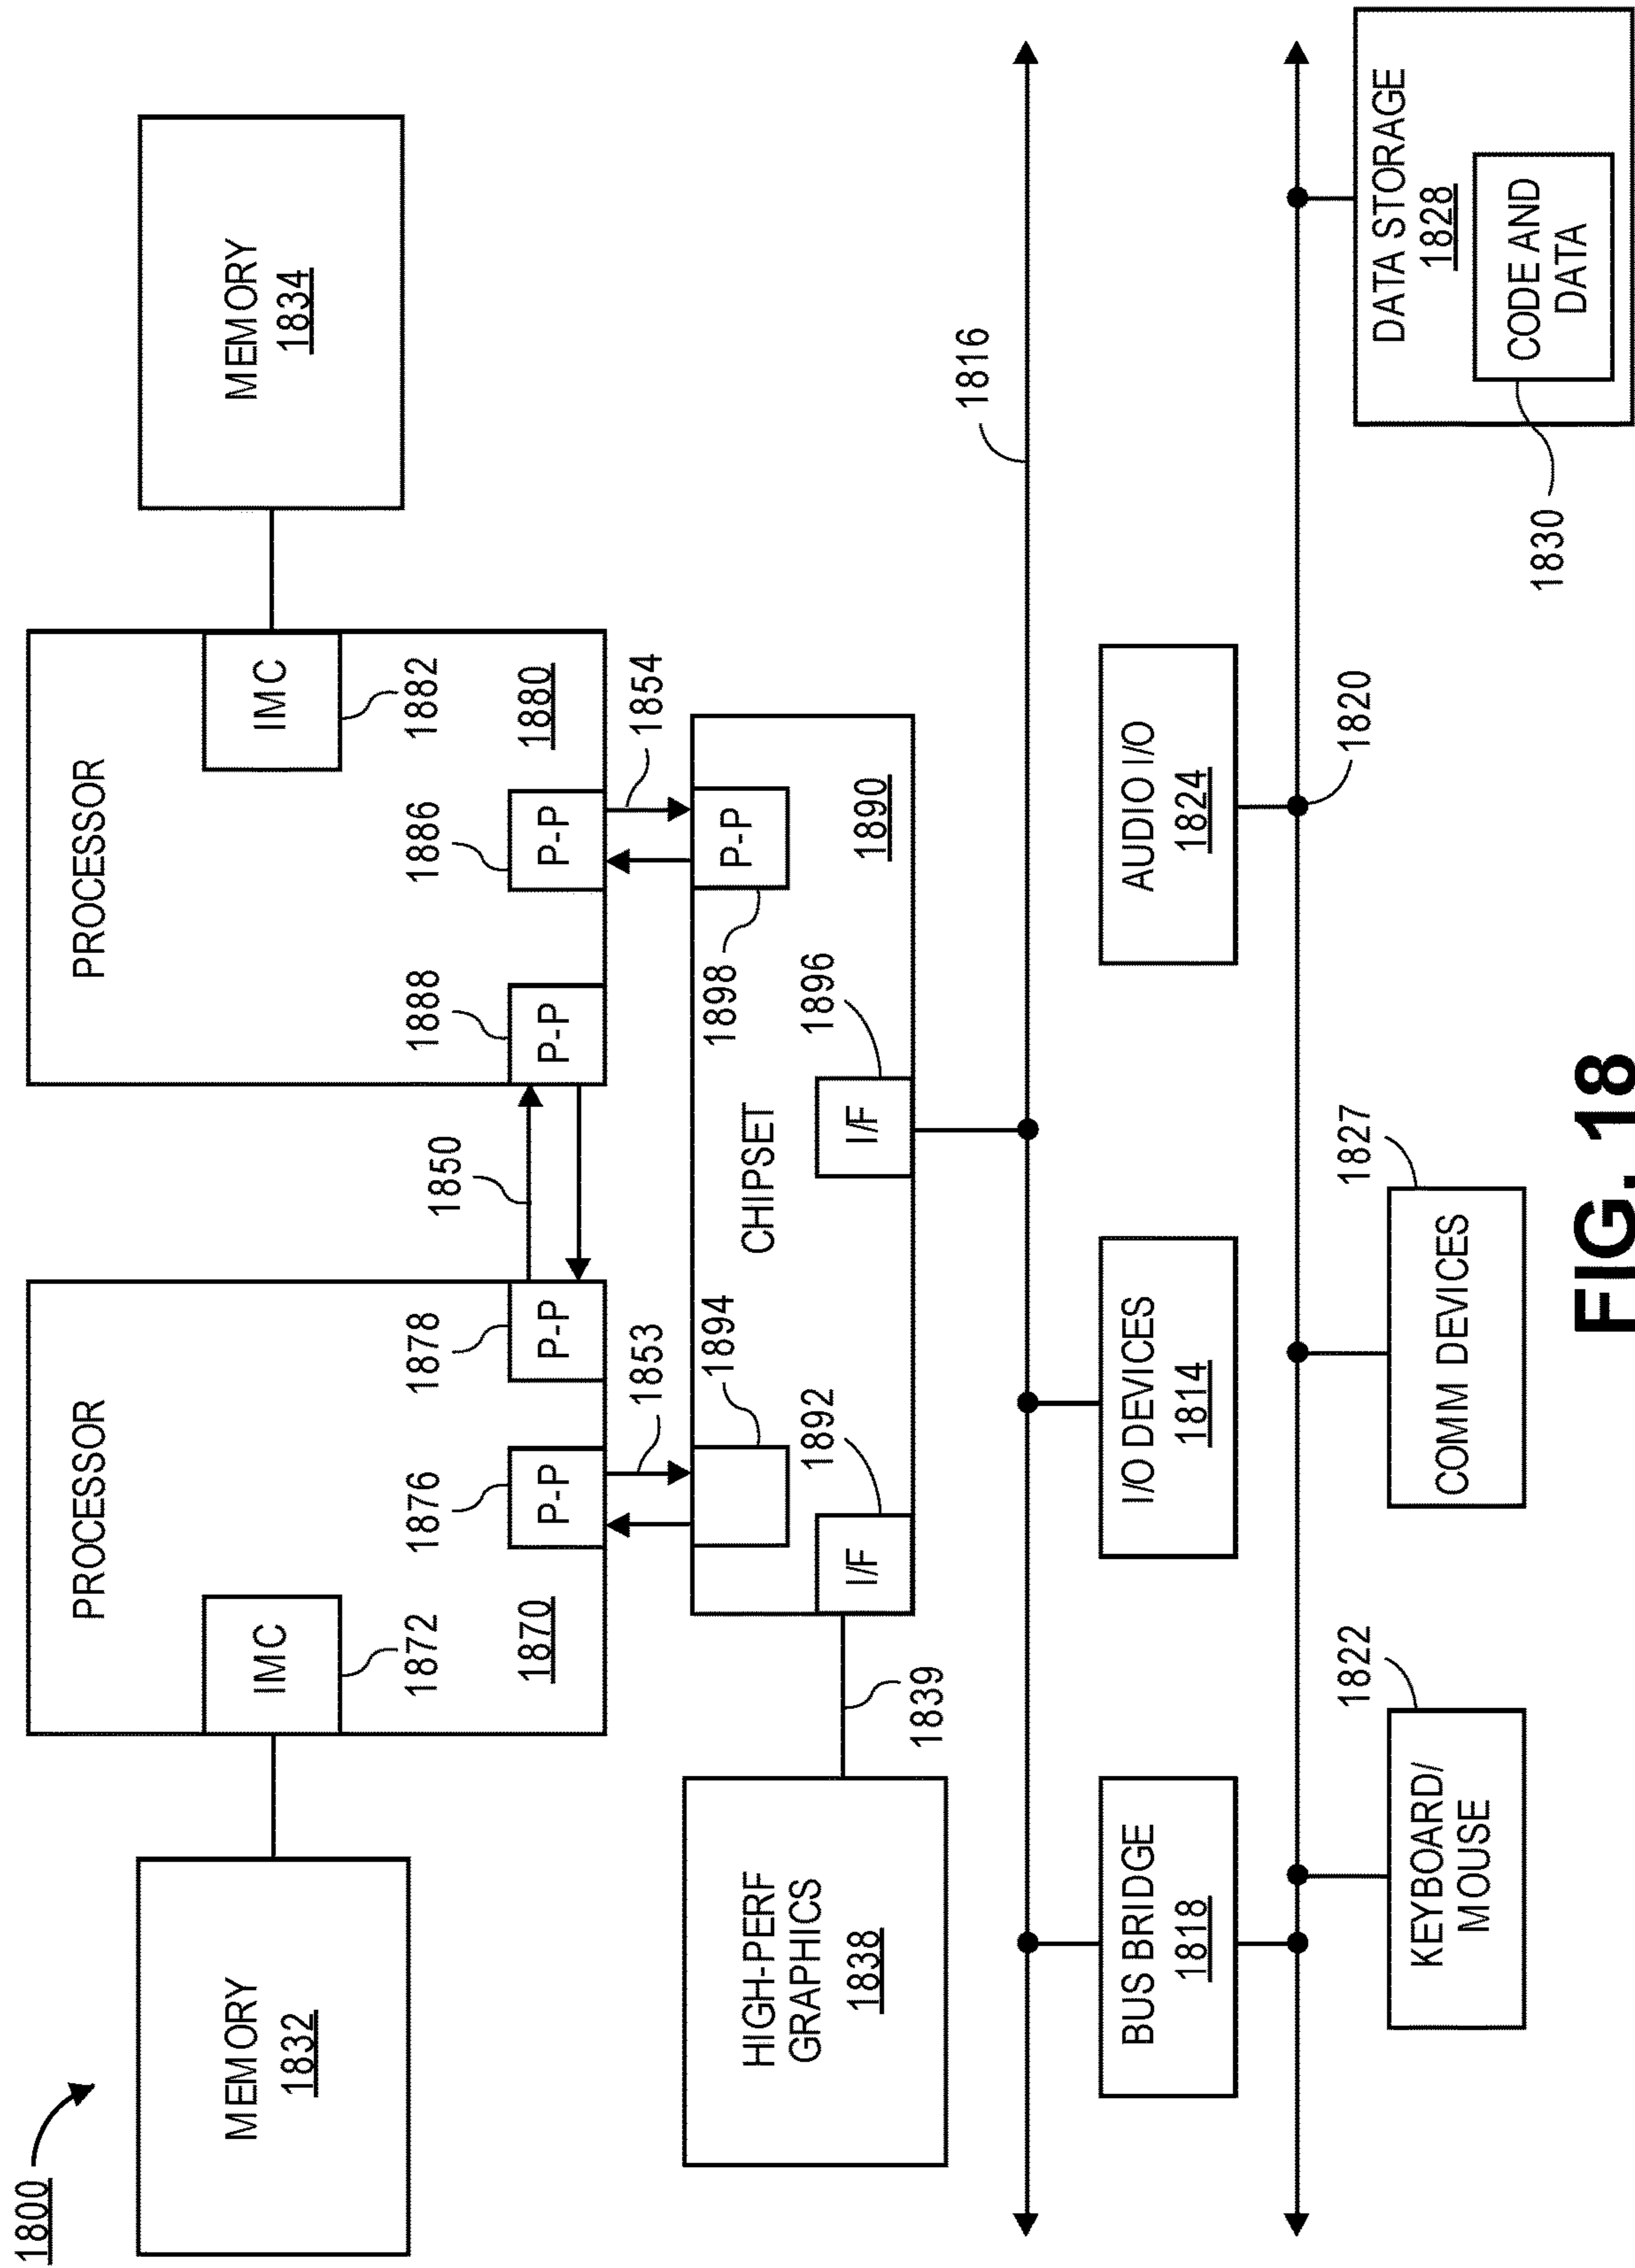 1800
MEMORY
1832
PROCESSOR
IMC
1872
1870
1876
P-P
1878
P-P
1850
PROCESSOR
1888
P-P
1886
P-P
IMC
1882
1880
MEMORY
1834
1853
1854
HIGH-PERF
GRAPHICS
1838
1839
1894
I/F
1892
CHIPSET
I/F
1896
P-P
1898
1890
1816
BUS BRIDGE
1818
I/O DEVICES
1814
AUDIO I/O
1824
1820
KEYBOARD/
MOUSE
1822
COMM DEVICES
1827
DATA STORAGE
1828
CODE AND
DATA
1830
FIG. 18